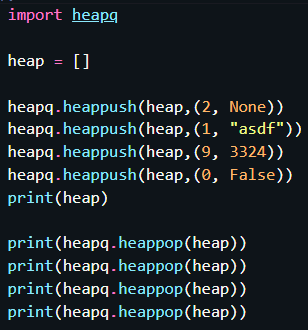 import heapq
heap = []
heapq.heappush(heap,(2, None))
heapq.heappush(heap,(1, "asdf"))
heapq.heappush(heap,(9, 3324))
heapq.heappush(heap,(0, False))
print(heap)
print(heapq.heappop(heap))
print(heapq.heappop(heap))
print(heapq.heappop(heap))
print(heapq.heappop(heap))